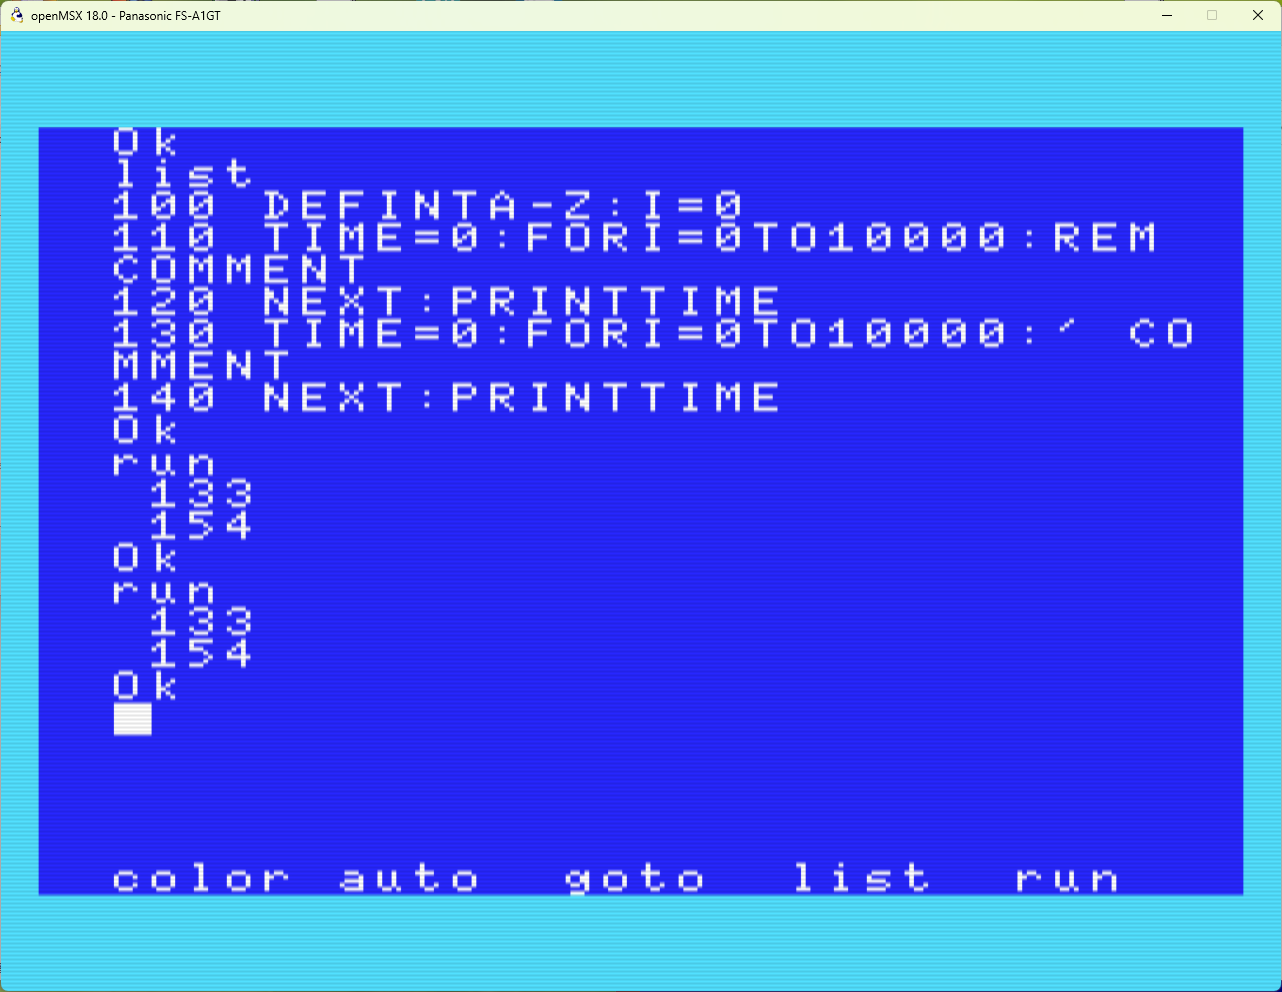 openMSX 18.0 - Panasonic FS-A1GT
Ok
list
100 DEFINTA-Z:I=0
110 TIME=0:FORI=0TO10000:REM
COMMENT
120 NEXT:PRINTTIME
130 TIME=0:FORI=0TO10000:' CO
MMENT
140 NEXT:PRINTTIME
Ok
run
133
154
Ok
run
133
154
Ok
color auto goto list run